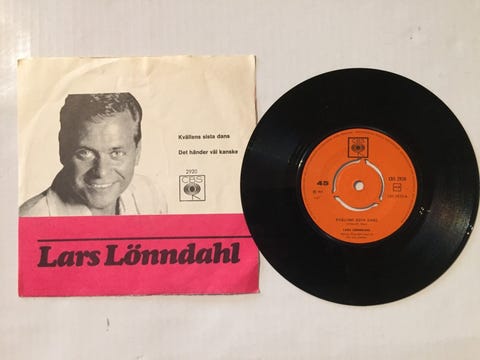 Kvällens sista dans
Det händer väl kanske
2920
CBS
Lars Lönndahl
CBS
45
CBS 2920
KVÄLLENS SISTA DANS
LARS LÖNNDAHL